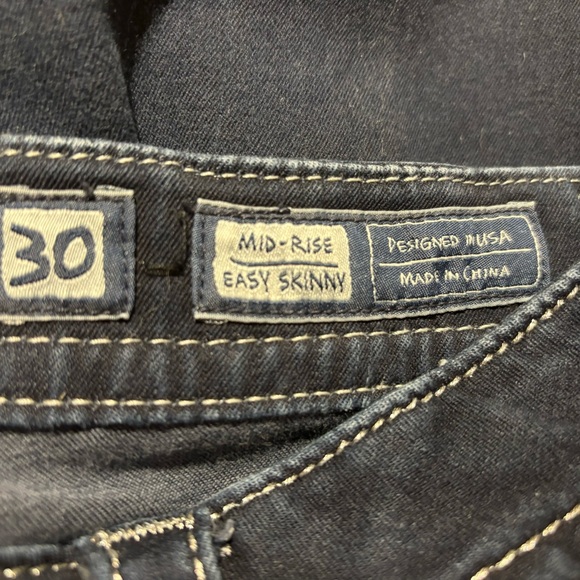 30
MID-RISE
EASY SKINNY
DESIGNED IN USA
MADE IN CHINA